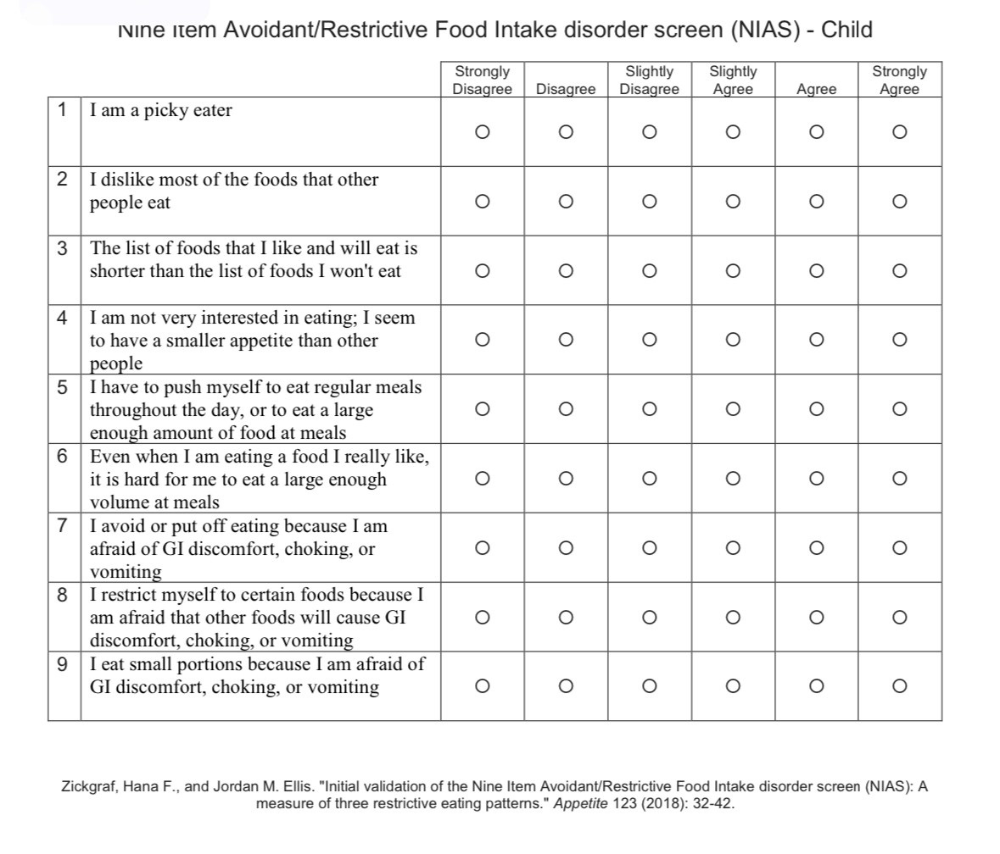 Nine Item Avoidant/Restrictive Food Intake disorder screen (NIAS) - Child
Strongly Disagree
Disagree
Slightly Disagree
Slightly Agree
Agree
Strongly Agree
1 I am a picky eater
2 I dislike most of the foods that other
people eat
3 The list of foods that I like and will eat is
shorter than the list of foods I won't eat
4 I am not very interested in eating; I seem
to have a smaller appetite than other
people
5 I have to push myself to eat regular meals
throughout the day, or to eat a large
enough amount of food at meals
6 Even when I am eating a food I really like,
it is hard for me to eat a large enough
volume at meals
7 I avoid or put off eating because I am
afraid of GI discomfort, choking, or
vomiting
8 I restrict myself to certain foods because I
am afraid that other foods will cause GI
discomfort, choking, or vomiting
9 I eat small portions because I am afraid of
GI discomfort, choking, or vomiting
Zickgraf, Hana F., and Jordan M. Ellis. "Initial validation of the Nine Item Avoidant/Restrictive Food Intake disorder screen (NIAS): A
measure of three restrictive eating patterns." Appetite 123 (2018): 32-42.